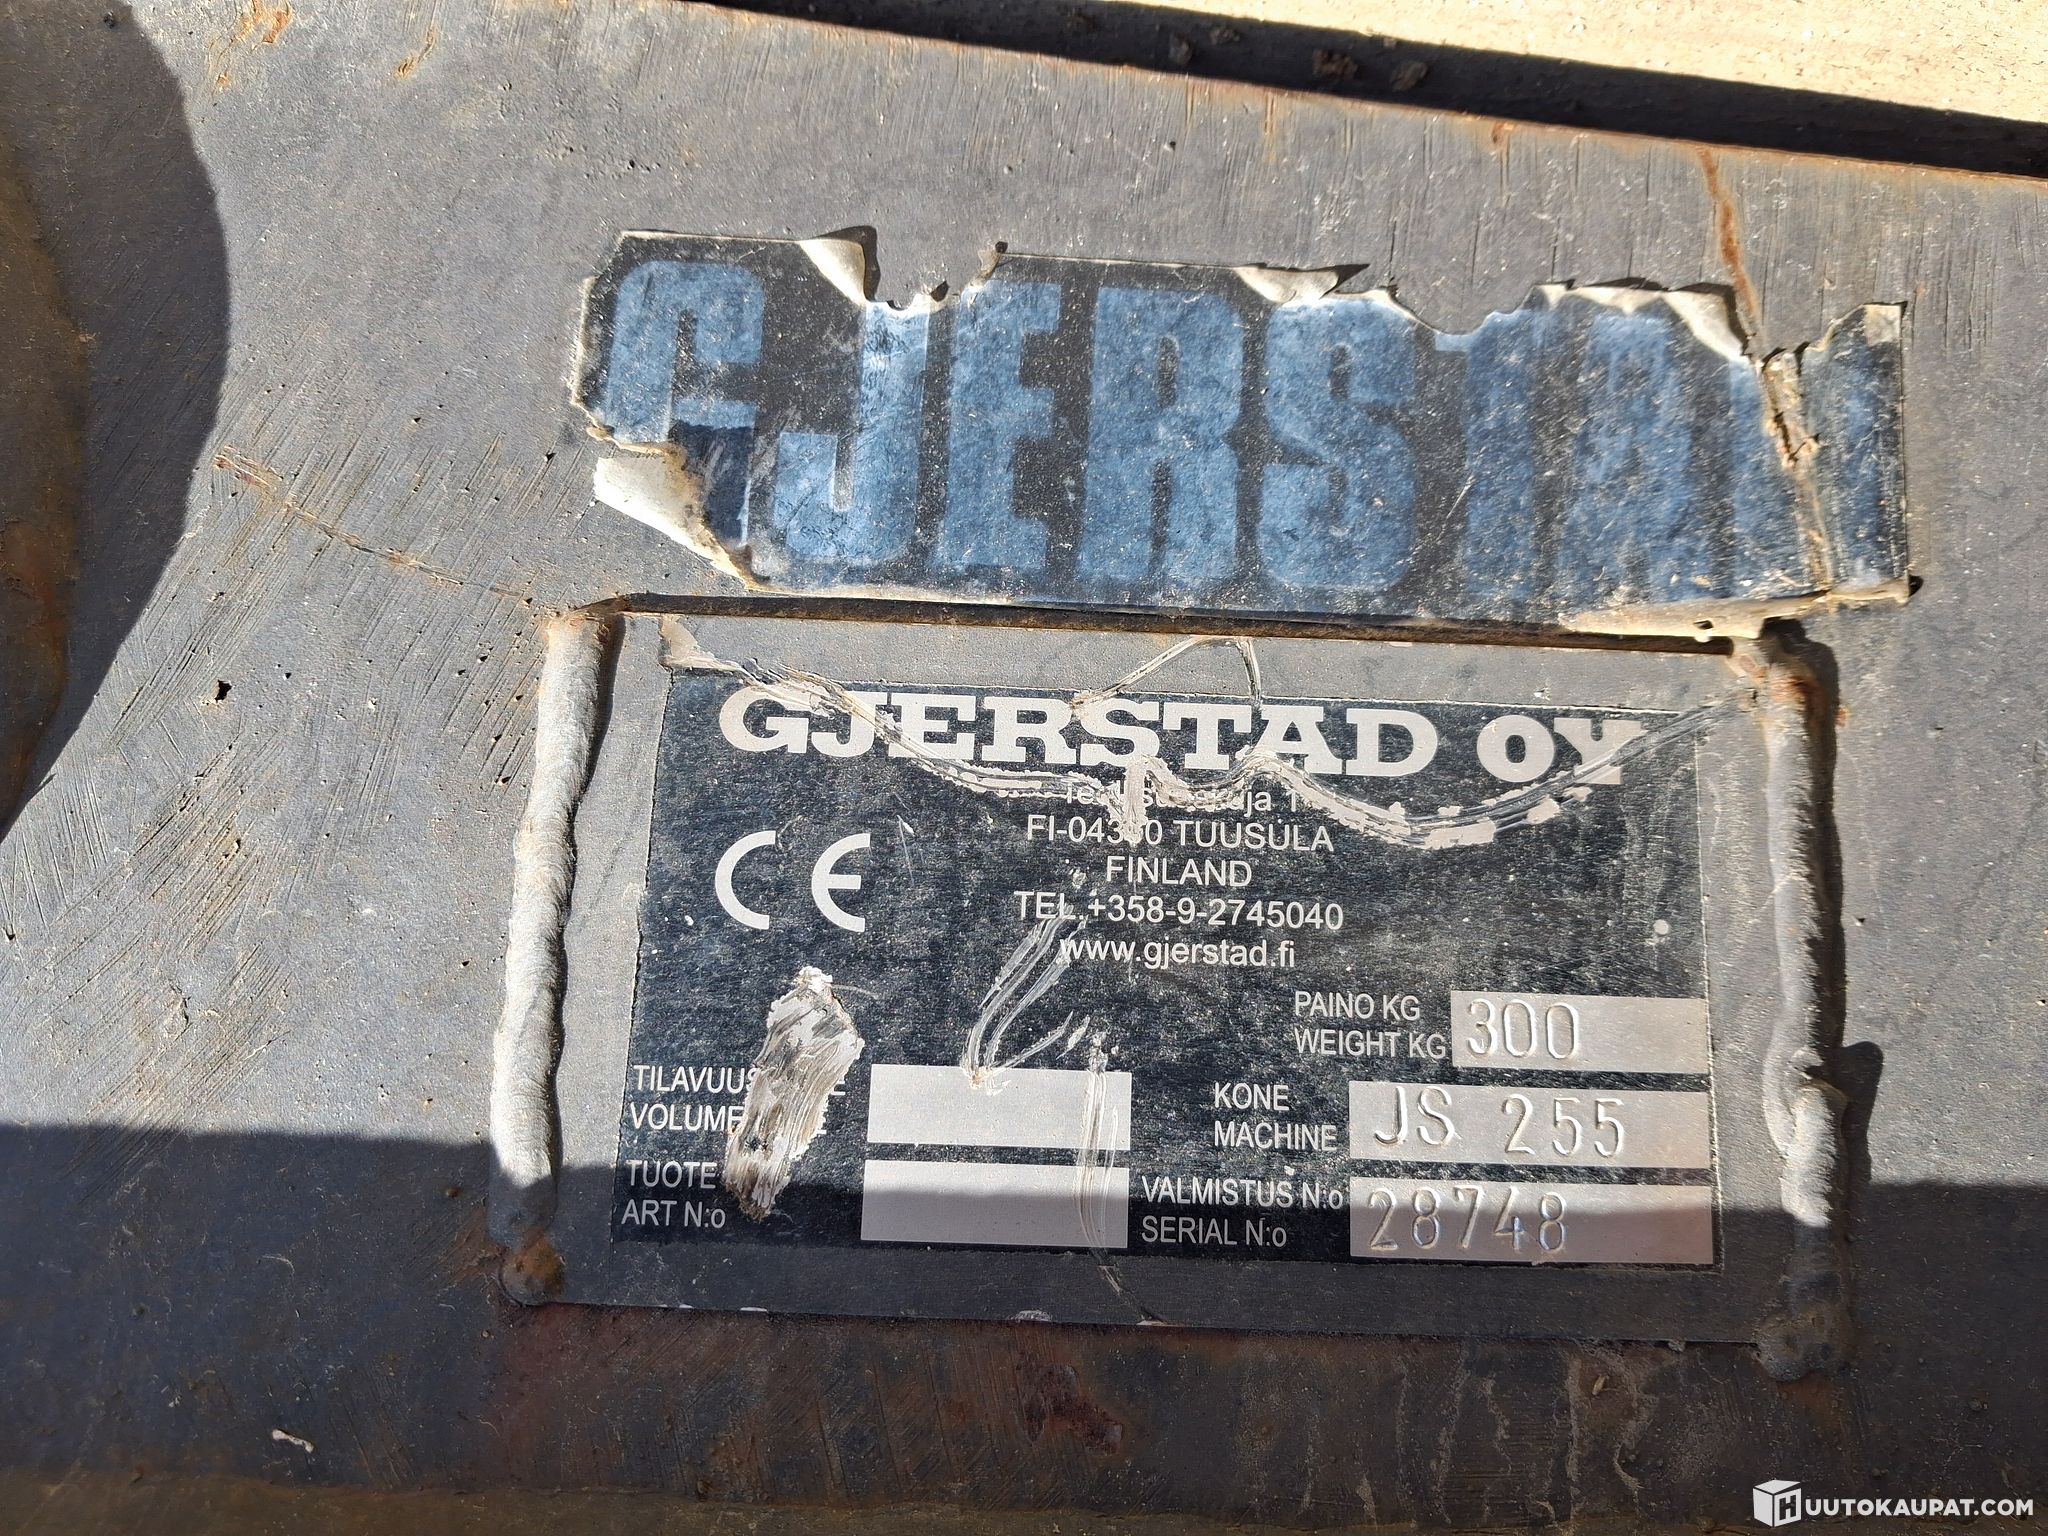 GJERSTAD
GJERSTAD OY
FI-04300 TUUSULA
FINLAND
TEL.+358-9-2745040
www.gjerstad.fi
CE
PAINO KG
WEIGHT KG
300
TILAVUUS
VOLUME
KONE
MACHINE
JS 255
TUOTE
ART N:o
VALMISTUS N:o
SERIAL N:o
28748
HUUTOKAUPAT.COM